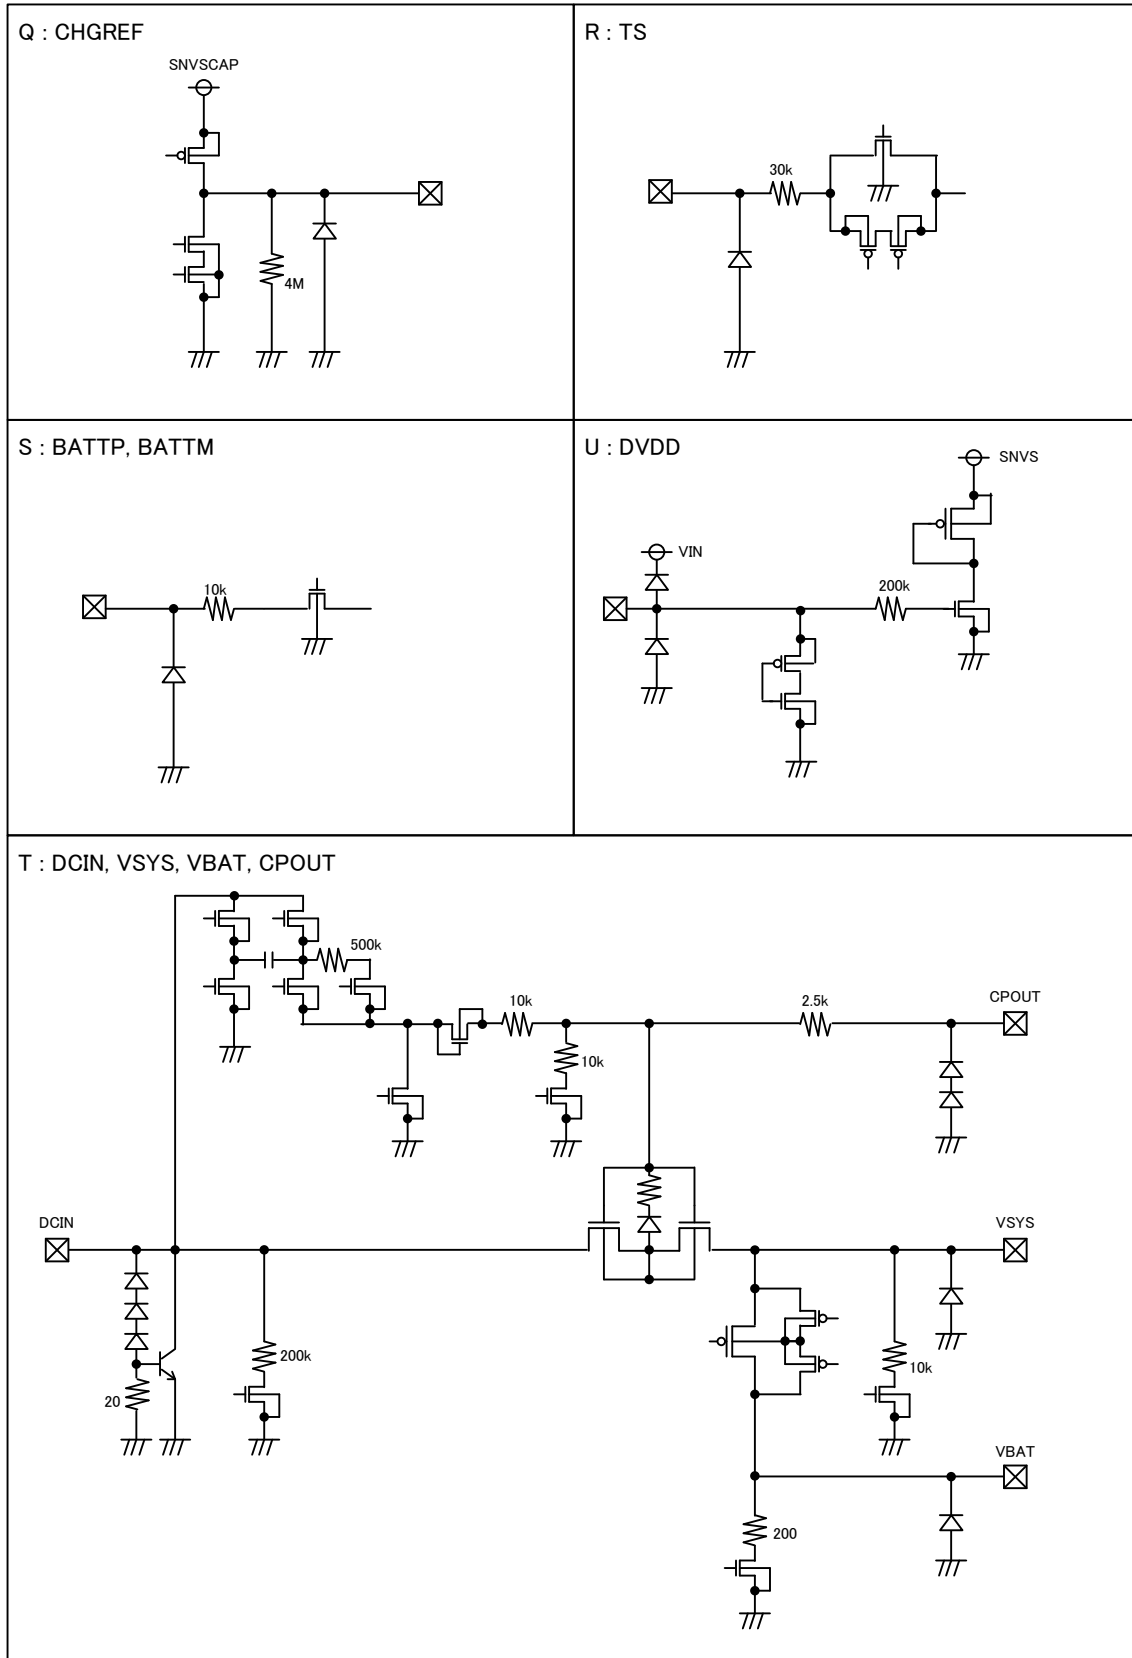 Q : CHGREF
SNVSCAP
4M
R : TS
30k
S : BATTP, BATTM
10k
U : DVDD
SNVS
VIN
200k
T : DCIN, VSYS, VBAT, CPOUT
500k
10k
2.5k
CPOUT
10k
DCIN
VSYS
200k
10k
20
VBAT
200